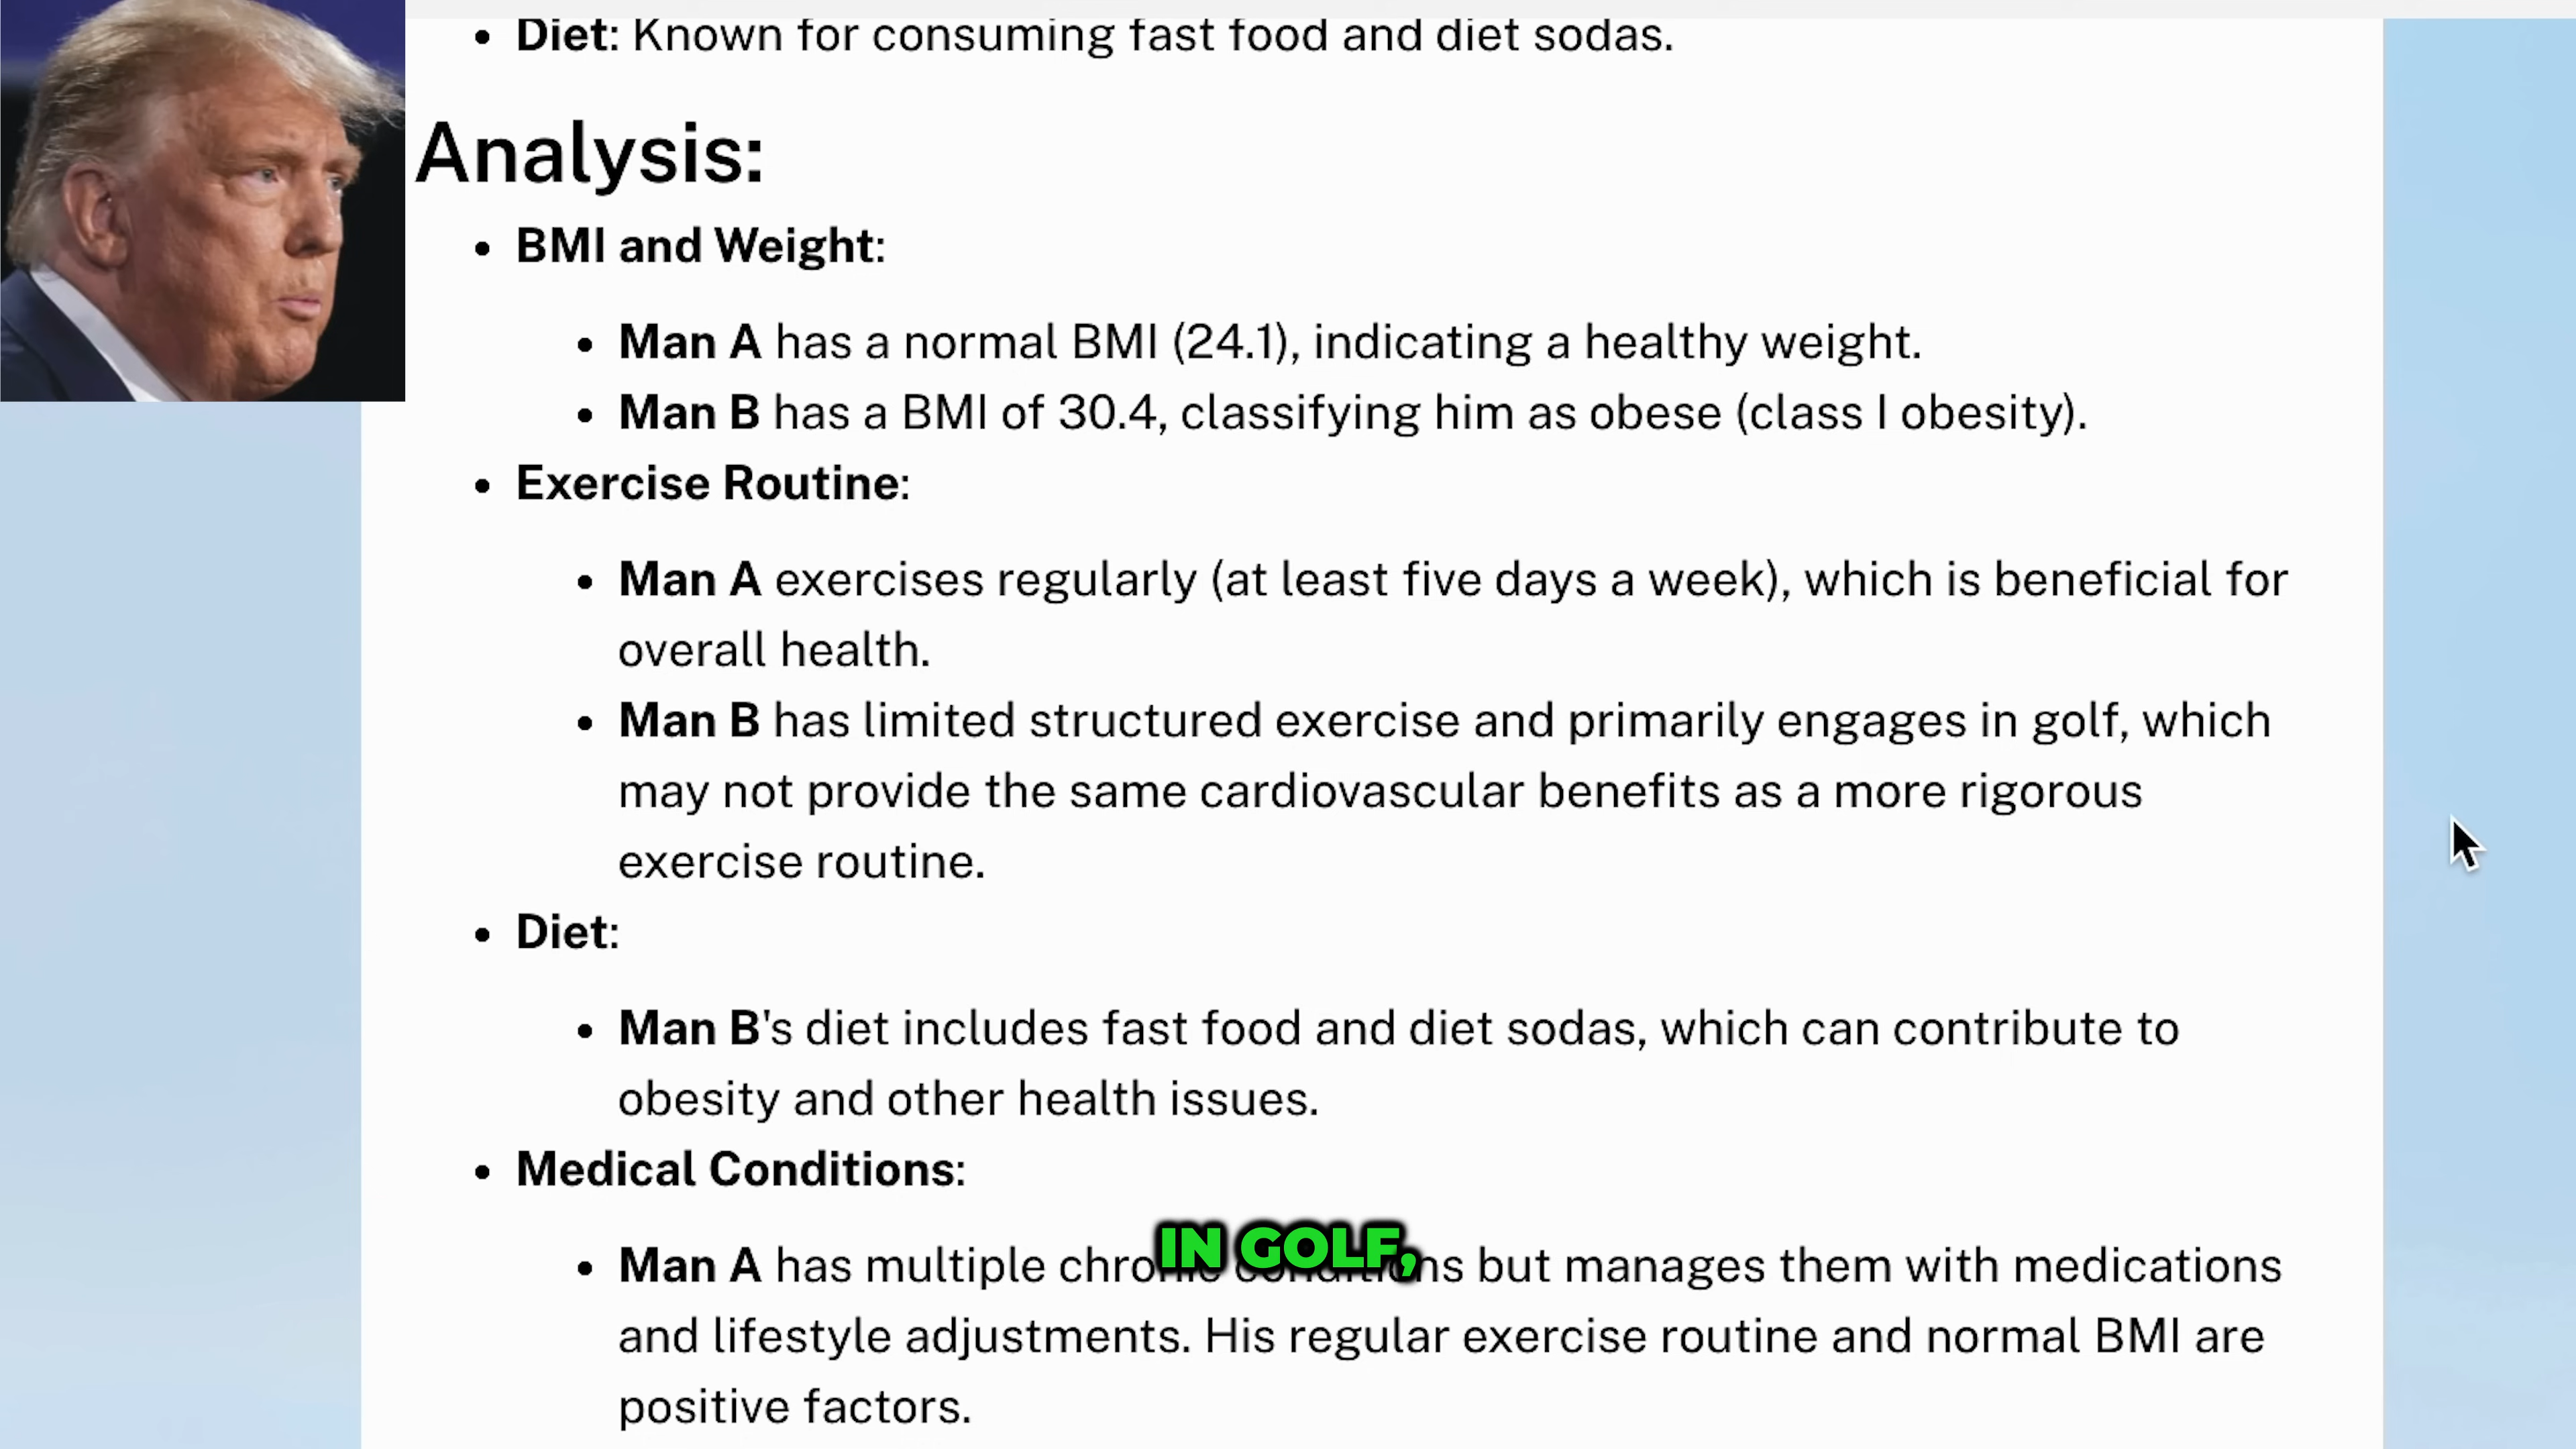 Diet: Known for consuming fast food and diet sodas.
Analysis:
BMI and Weight:
Man A has a normal BMI (24.1), indicating a healthy weight.
Man B has a BMI of 30.4, classifying him as obese (class I obesity).
Exercise Routine:
Man A exercises regularly (at least five days a week), which is beneficial for
overall health.
Man B has limited structured exercise and primarily engages in golf, which
may not provide the same cardiovascular benefits as a more rigorous
exercise routine.
Diet:
Man B's diet includes fast food and diet sodas, which can contribute to
obesity and other health issues.
Medical Conditions:
IN GOLF,
Man A has multiple chronic conditions but manages them with medications
and lifestyle adjustments. His regular exercise routine and normal BMI are
positive factors.